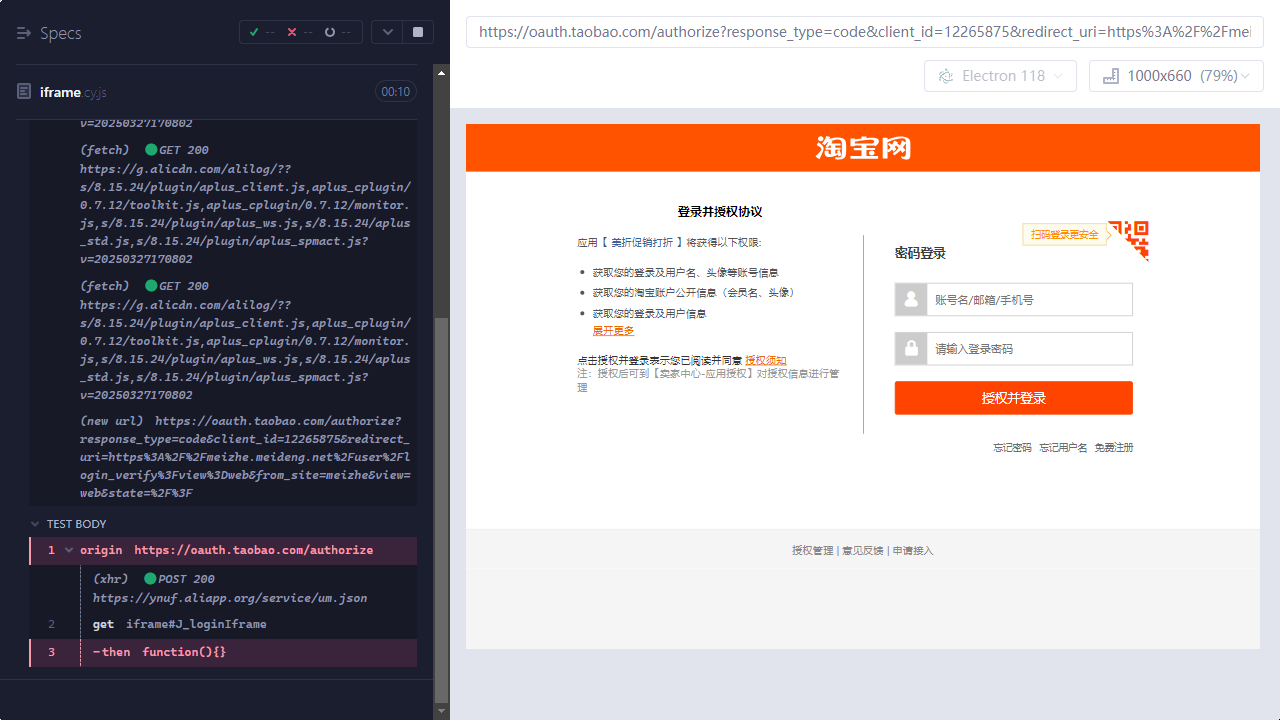 Specs
--
--
--
https://oauth.taobao.com/authorize?response_type=code&client_id=12265875&redirect_uri=https%3A%2F%2Fmei
Electron 118
1000x660 (79%)
iframe.cy.js
00:10
v=20250327170802
(fetch) GET 200
https://g.alicdn.com/alilog/??
s/8.15.24/plugin/aplus_client.js,aplus_cplugin/
0.7.12/toolkit.js,aplus_cplugin/0.7.12/monitor.
js,s/8.15.24/plugin/aplus_ws.js,s/8.15.24/aplus
_std.js,s/8.15.24/plugin/aplus_spmact.js?
v=20250327170802
(fetch) GET 200
https://g.alicdn.com/alilog/??
s/8.15.24/plugin/aplus_client.js,aplus_cplugin/
0.7.12/toolkit.js,aplus_cplugin/0.7.12/monitor.
js,s/8.15.24/plugin/aplus_ws.js,s/8.15.24/aplus
_std.js,s/8.15.24/plugin/aplus_spmact.js?
v=20250327170802
(new url) https://oauth.taobao.com/authorize?
response_type=code&client_id=12265875&redirect_
uri=https%3A%2F%2Fmeizhe.meideng.net%2Fuser%2Fl
ogin_verify%3Fview%3Dweb&from_site=meizhe&view=
web&state=%2F%3F
TEST BODY
1 origin https://oauth.taobao.com/authorize
(xhr) POST 200
https://ynuf.aliapp.org/service/um.json
2 get iframe#J_loginIframe
3 -then function(){}
淘宝网
登录并授权协议
应用【 美折促销打折 】将获得以下权限:
获取您的登录及用户名、头像等账号信息
获取您的淘宝账户公开信息（会员名、头像）
获取您的登录及用户信息
展开更多
点击授权并登录表示您已阅读并同意 授权须知
注：授权后可到【卖家中心-应用授权】对授权信息进行管
理
扫码登录更安全
密码登录
账号名/邮箱/手机号
请输入登录密码
授权并登录
忘记密码 忘记用户名 免费注册
授权管理 | 意见反馈 | 申请接入